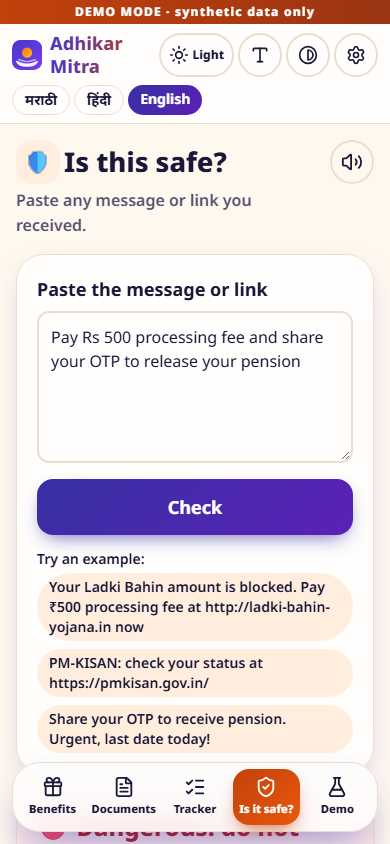 DEMO MODE · synthetic data only
Adhikar
Mitra
Light
मराठी
हिंदी
English
Is this safe?
Paste any message or link you
received.
Paste the message or link
Pay Rs 500 processing fee and share
your OTP to release your pension
Check
Try an example:
Your Ladki Bahin amount is blocked. Pay
₹500 processing fee at http://ladki-bahin-
yojana.in now
PM-KISAN: check your status at
https://pmkisan.gov.in/
Share your OTP to receive pension.
Urgent, last date today!
Benefits
Documents
Tracker
Is it safe?
Demo
Dangerous: do not